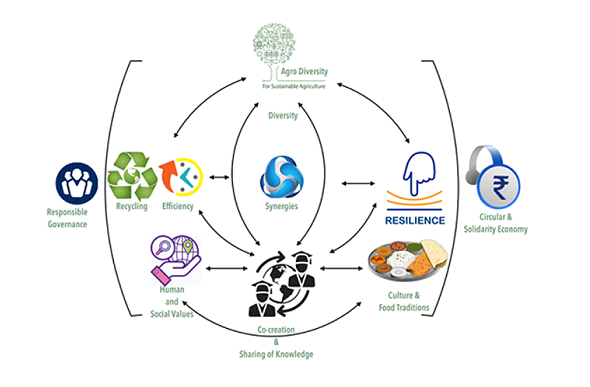 Agro Diversity
For Sustainable Agriculture
Diversity
Responsible
Governance
Recycling
Efficiency
Synergies
RESILIENCE
₹
Circular &
Solidarity Economy
Human
and
Social Values
Co-creation
&
Sharing of Knowledge
Culture &
Food Traditions